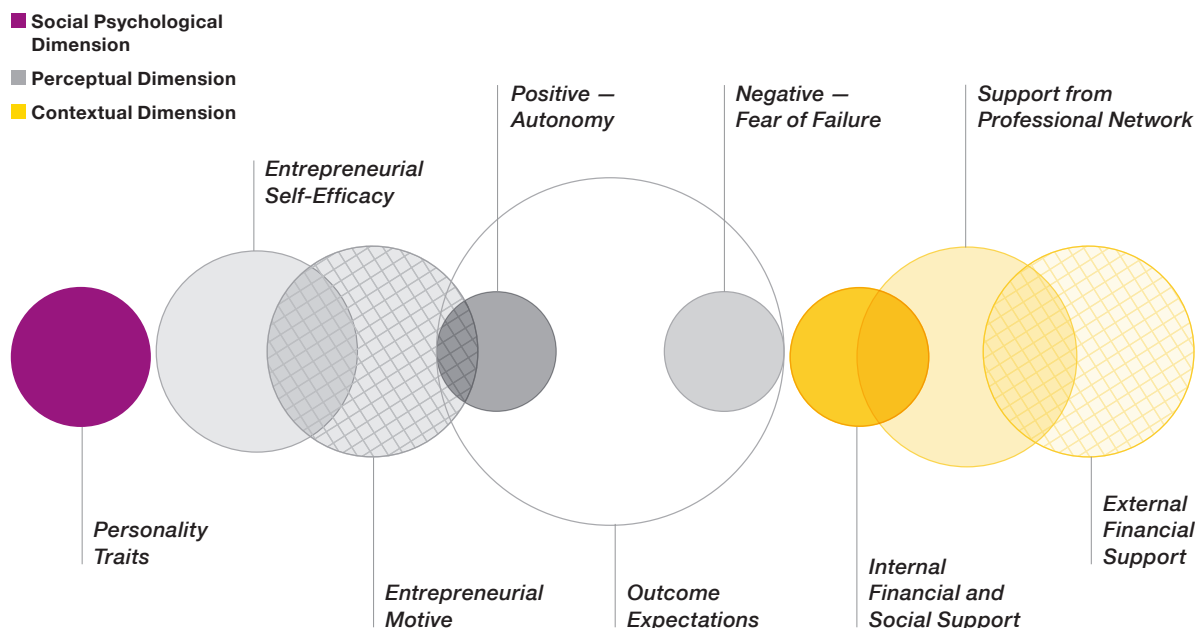 Social Psychological
Dimension
Perceptual Dimension
Contextual Dimension
Positive —
Autonomy
Negative —
Fear of Failure
Support from
Professional Network
Entrepreneurial
Self-Efficacy
Personality
Traits
Entrepreneurial
Motive
Outcome
Expectations
Internal
Financial and
Social Support
External
Financial
Support